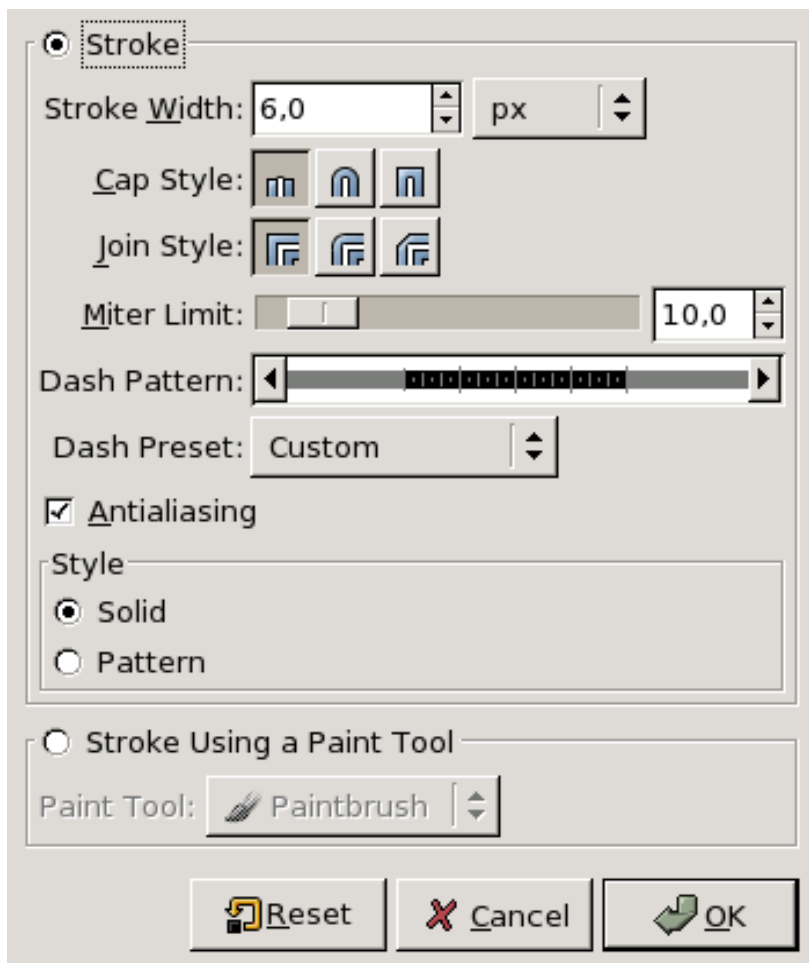 Stroke
Stroke Width: 6,0 px
Cap Style:
Join Style:
Miter Limit: 10,0
Dash Pattern:
Dash Preset: Custom
Antialiasing
Style
Solid
Pattern
Stroke Using a Paint Tool
Paint Tool: Paintbrush
Reset Cancel OK